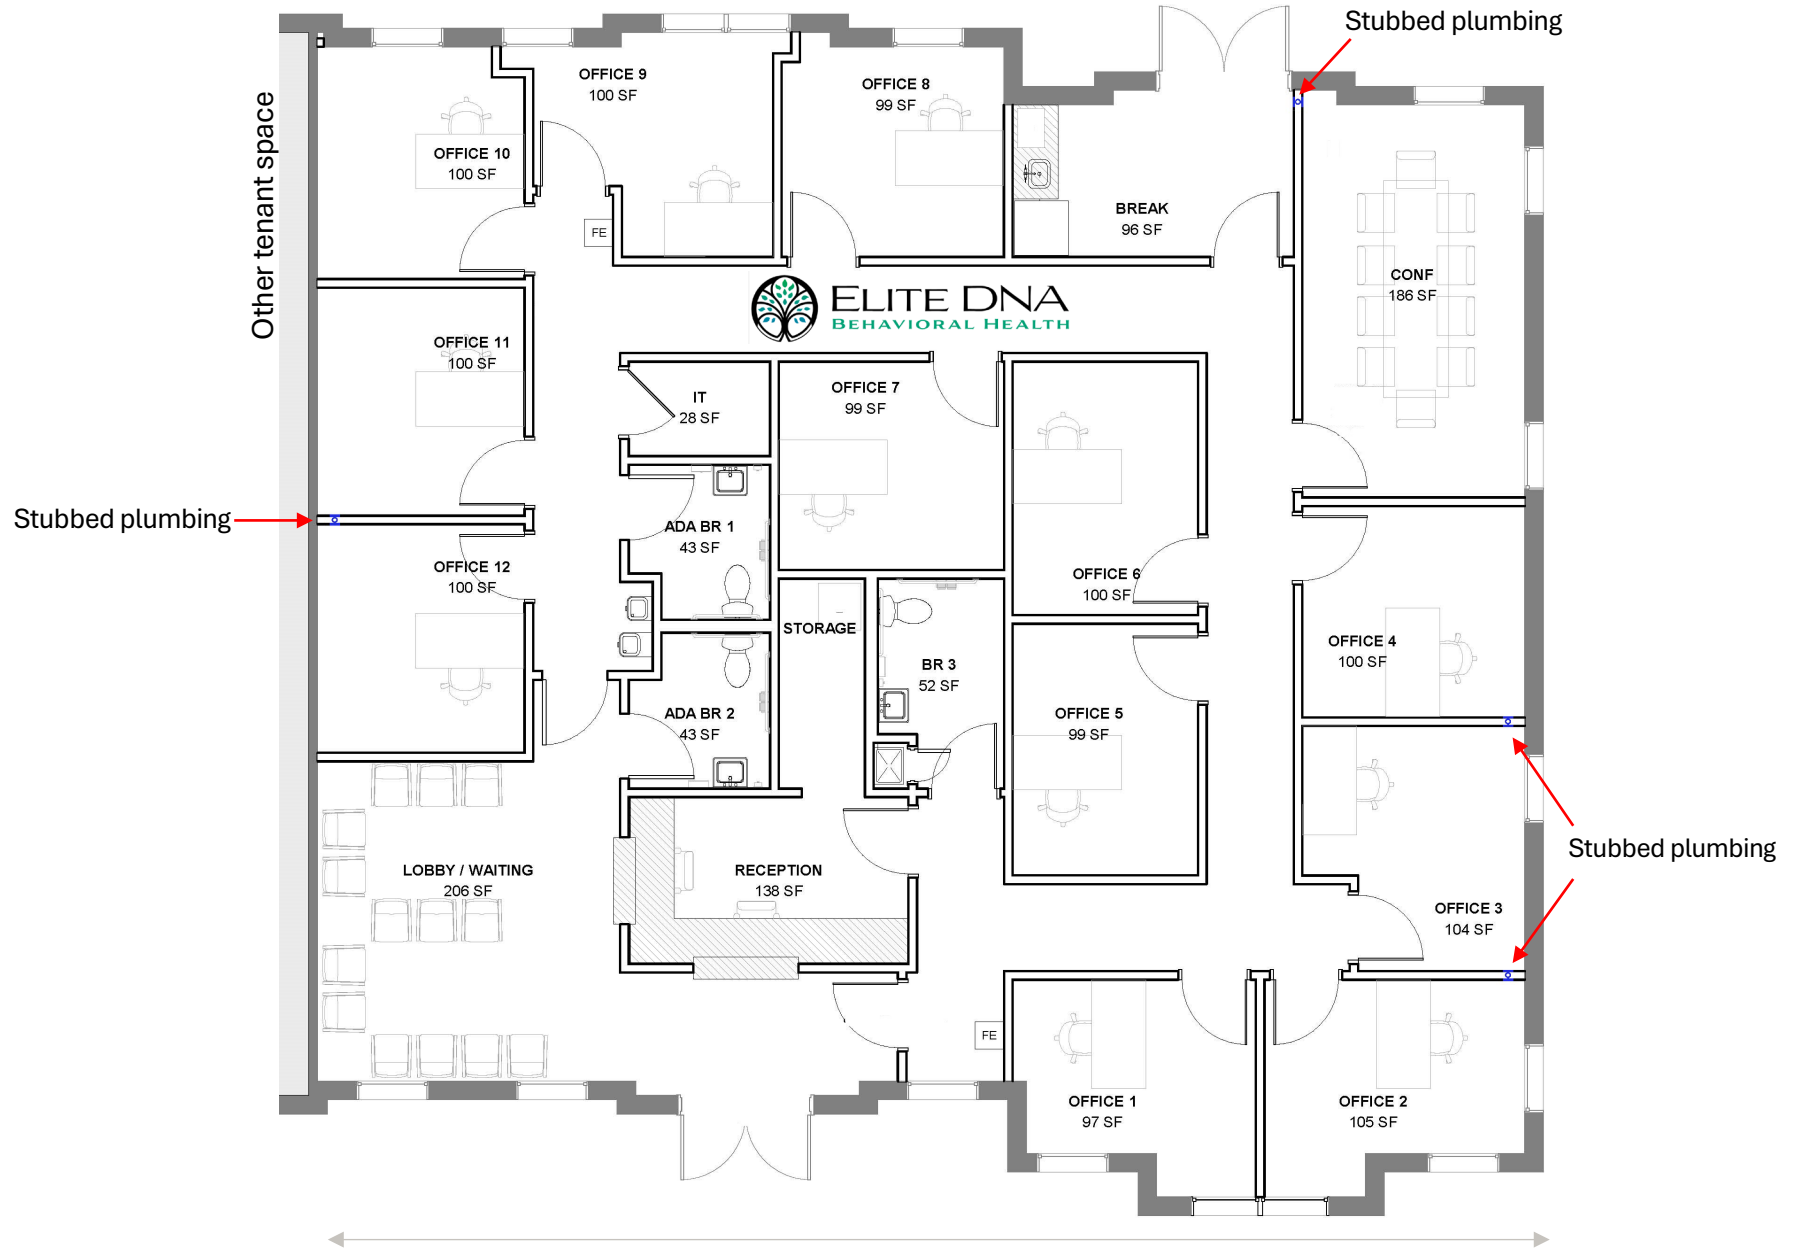 Stubbed plumbing
OFFICE 9
100 SF
OFFICE 8
99 SF
Other tenant space
OFFICE 10
100 SF
BREAK
96 SF
FE
CONF
186 SF
ELITE DNA
BEHAVIORAL HEALTH
OFFICE 11
100 SF
IT
28 SF
OFFICE 7
99 SF
Stubbed plumbing
ADA BR 1
43 SF
OFFICE 12
100 SF
OFFICE 6
100 SF
STORAGE
OFFICE 4
100 SF
BR 3
52 SF
ADA BR 2
43 SF
OFFICE 5
99 SF
Stubbed plumbing
LOBBY / WAITING
206 SF
RECEPTION
138 SF
OFFICE 3
104 SF
FE
OFFICE 1
97 SF
OFFICE 2
105 SF